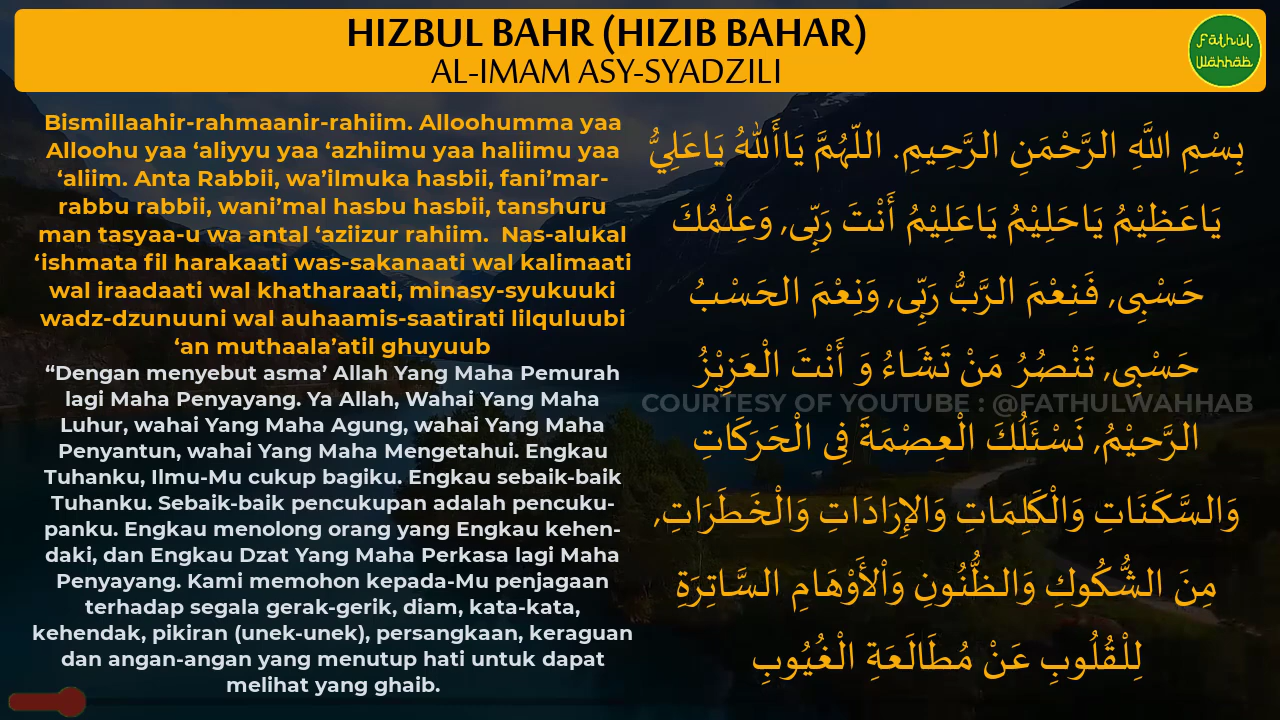 HIZBUL BAHR (HIZIB BAHAR)
AL-IMAM ASY-SYADZILI
Fathul
Wahhab
Bismillaahir-rahmaanir-rahiim. Alloohumma yaa
Alloohu yaa ‘aliyyu yaa ‘azhiimu yaa haliimu yaa
‘aliim. Anta Rabbii, wa’ilmuka hasbii, fani’mar-
rabbu rabbii, wani’mal hasbu hasbii, tanshuru
man tasyaa-u wa antal ‘aziizur rahiim.  Nas-alukal
‘ishmata fil harakaati was-sakanaati wal kalimaati
wal iraadaati wal khatharaati, minasy-syukuuki
wadz-dzunuuni wal auhaamis-saatirati lilquluubi
‘an muthaala’atil ghuyuub
“Dengan menyebut asma’ Allah Yang Maha Pemurah
lagi Maha Penyayang. Ya Allah, Wahai Yang Maha
Luhur, wahai Yang Maha Agung, wahai Yang Maha
Penyantun, wahai Yang Maha Mengetahui. Engkau
Tuhanku, Ilmu-Mu cukup bagiku. Engkau sebaik-baik
Tuhanku. Sebaik-baik pencukupan adalah pencuku-
panku. Engkau menolong orang yang Engkau kehen-
daki, dan Engkau Dzat Yang Maha Perkasa lagi Maha
Penyayang. Kami memohon kepada-Mu penjagaan
terhadap segala gerak-gerik, diam, kata-kata,
kehendak, pikiran (unek-unek), persangkaan, keraguan
dan angan-angan yang menutup hati untuk dapat
melihat yang ghaib.
بِسْمِ اللَّهِ الرَّحْمَنِ الرَّحِيمِ. اللّٰهُمَّ يَاأَللهُ يَاعَلِيُّ
يَاعَظِيْمُ يَاحَلِيْمُ يَاعَلِيْمُ أَنْتَ رَبِّى, وَعِلْمُكَ
حَسْبِى, فَنِعْمَ الرَّبُّ رَبِّى, وَنِعْمَ الحَسْبُ
حَسْبِى, تَنْصُرُ مَنْ تَشَاءُ وَ أَنْتَ الْعَزِيْزُ
COURTESY OF YOUTUBE : @FATHULWAHHAB
الرَّحيْمُ, نَسْئَلُكَ الْعِصْمَةَ فِى الْحَرَكَاتِ
وَالسَّكَنَاتِ وَالْكَلِمَاتِ وَالإِرَادَاتِ وَالْخَطَرَاتِ,
مِنَ الشُّكُوكِ وَالظُّنُونِ وَاْلأَوْهَامِ السَّاتِرَةِ
لِلْقُلُوبِ عَنْ مُطَالَعَةِ الْغُيُوبِ